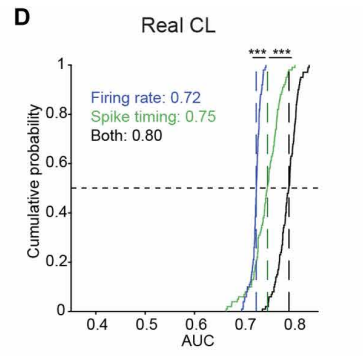 D
Real CL
*** ***
Firing rate: 0.72
Spike timing: 0.75
Both: 0.80
Cumulative probability
1
0.8
0.6
0.4
0.2
0
0.4 0.5 0.6 0.7 0.8
AUC